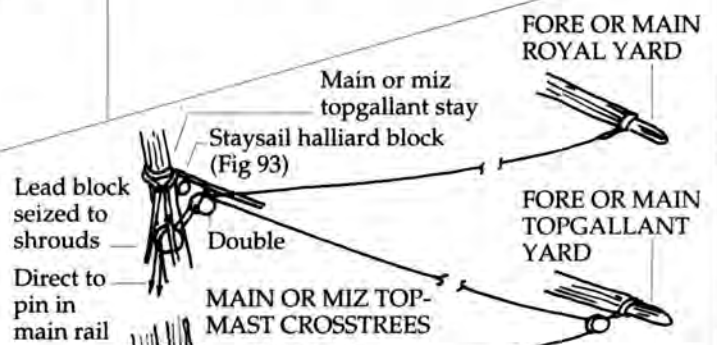 FORE OR MAIN
ROYAL YARD
Main or miz
topgallant stay
Staysail halliard block
(Fig 93)
Lead block
seized to
shrouds
Double
FORE OR MAIN
TOPGALLANT
YARD
Direct to
pin in
main rail
MAIN OR MIZ TOP-
MAST CROSSTREES